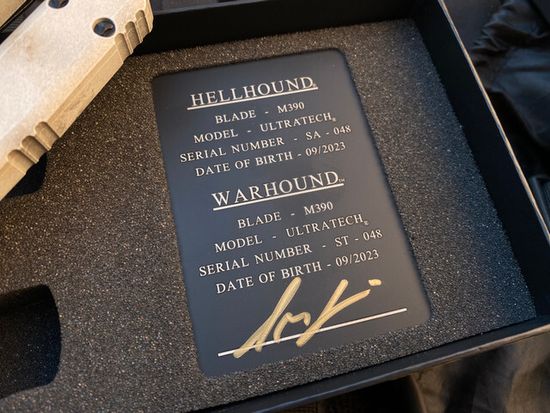 HELLHOUND®
BLADE - M390
MODEL - ULTRATECH®
SERIAL NUMBER - SA - 048
DATE OF BIRTH - 09/2023
WARHOUND™
BLADE - M390
MODEL - ULTRATECH®
SERIAL NUMBER - ST - 048
DATE OF BIRTH - 09/2023